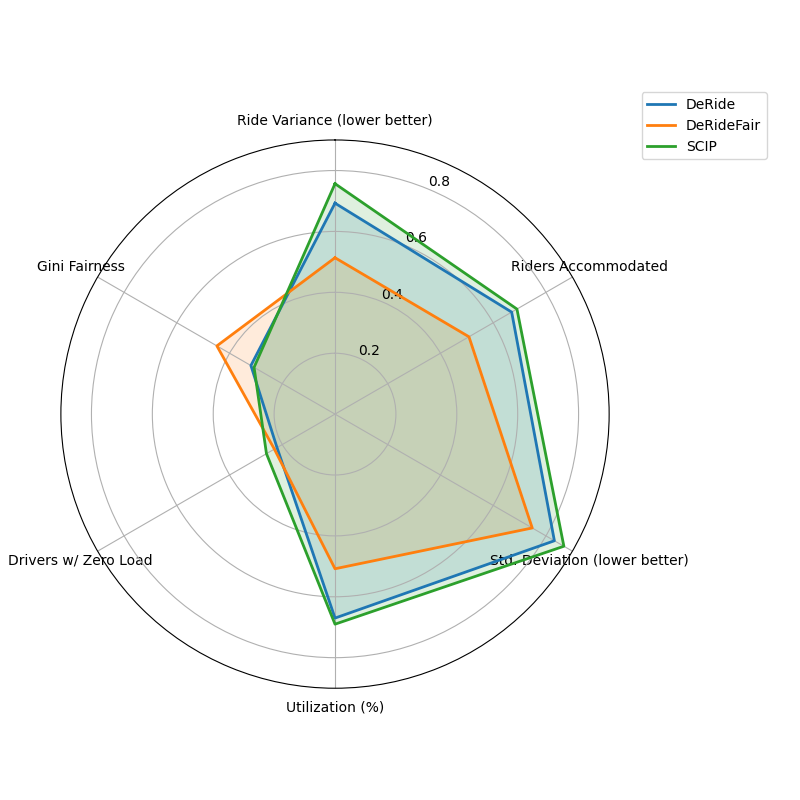 DeRide
DeRideFair
SCIP
Ride Variance (lower better)
0.8
0.6
Gini Fairness
Riders Accommodated
0.4
0.2
Drivers w/ Zero Load
Std. Deviation (lower better)
Utilization (%)